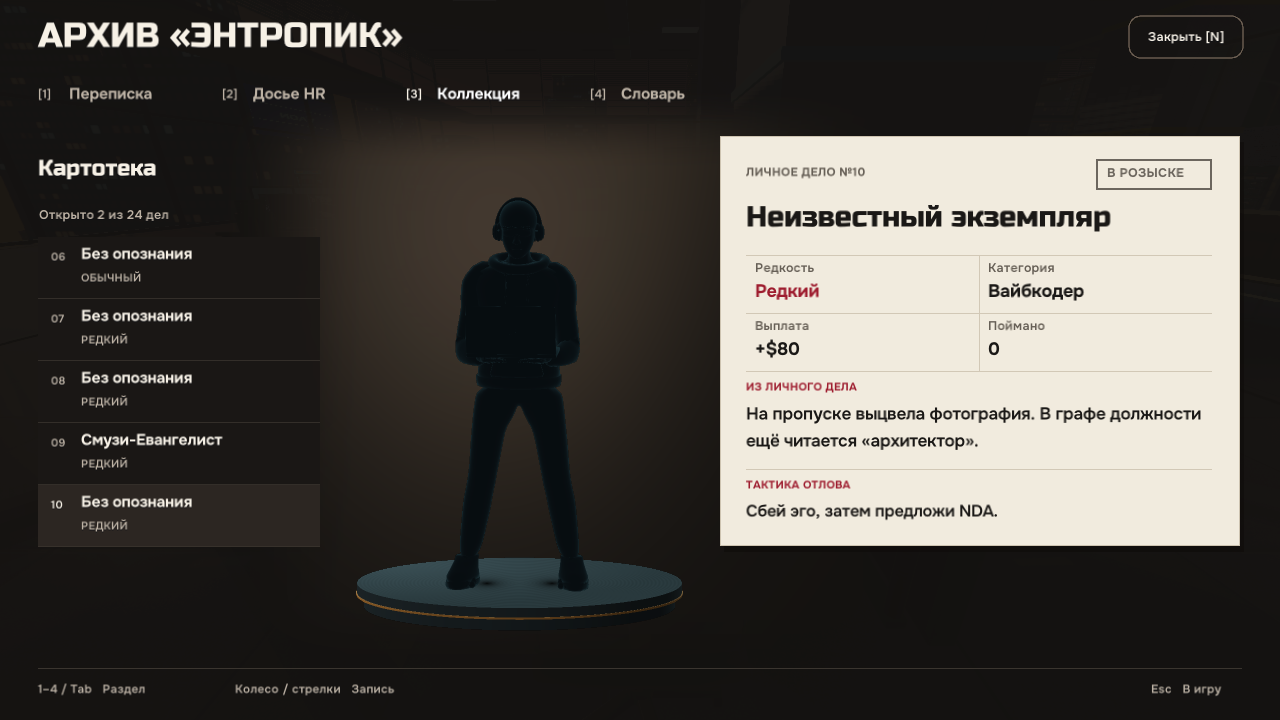 АРХИВ «ЭНТРОПИК»
Закрыть [N]
[1] Переписка [2] Досье HR [3] Коллекция [4] Словарь
Картотека
Открыто 2 из 24 дел
06 Без опознания
ОБЫЧНЫЙ
07 Без опознания
РЕДКИЙ
08 Без опознания
РЕДКИЙ
09 Смузи-Евангелист
РЕДКИЙ
10 Без опознания
РЕДКИЙ
ЛИЧНОЕ ДЕЛО №10
В РОЗЫСКЕ
Неизвестный экземпляр
Редкость
Редкий
Категория
Вайбкодер
Выплата
+$80
Поймано
0
ИЗ ЛИЧНОГО ДЕЛА
На пропуске выцвела фотография. В графе должности
ещё читается «архитектор».
ТАКТИКА ОТЛОВА
Сбей эго, затем предложи NDA.
1–4 / Tab Раздел Колесо / стрелки Запись Esc В игру